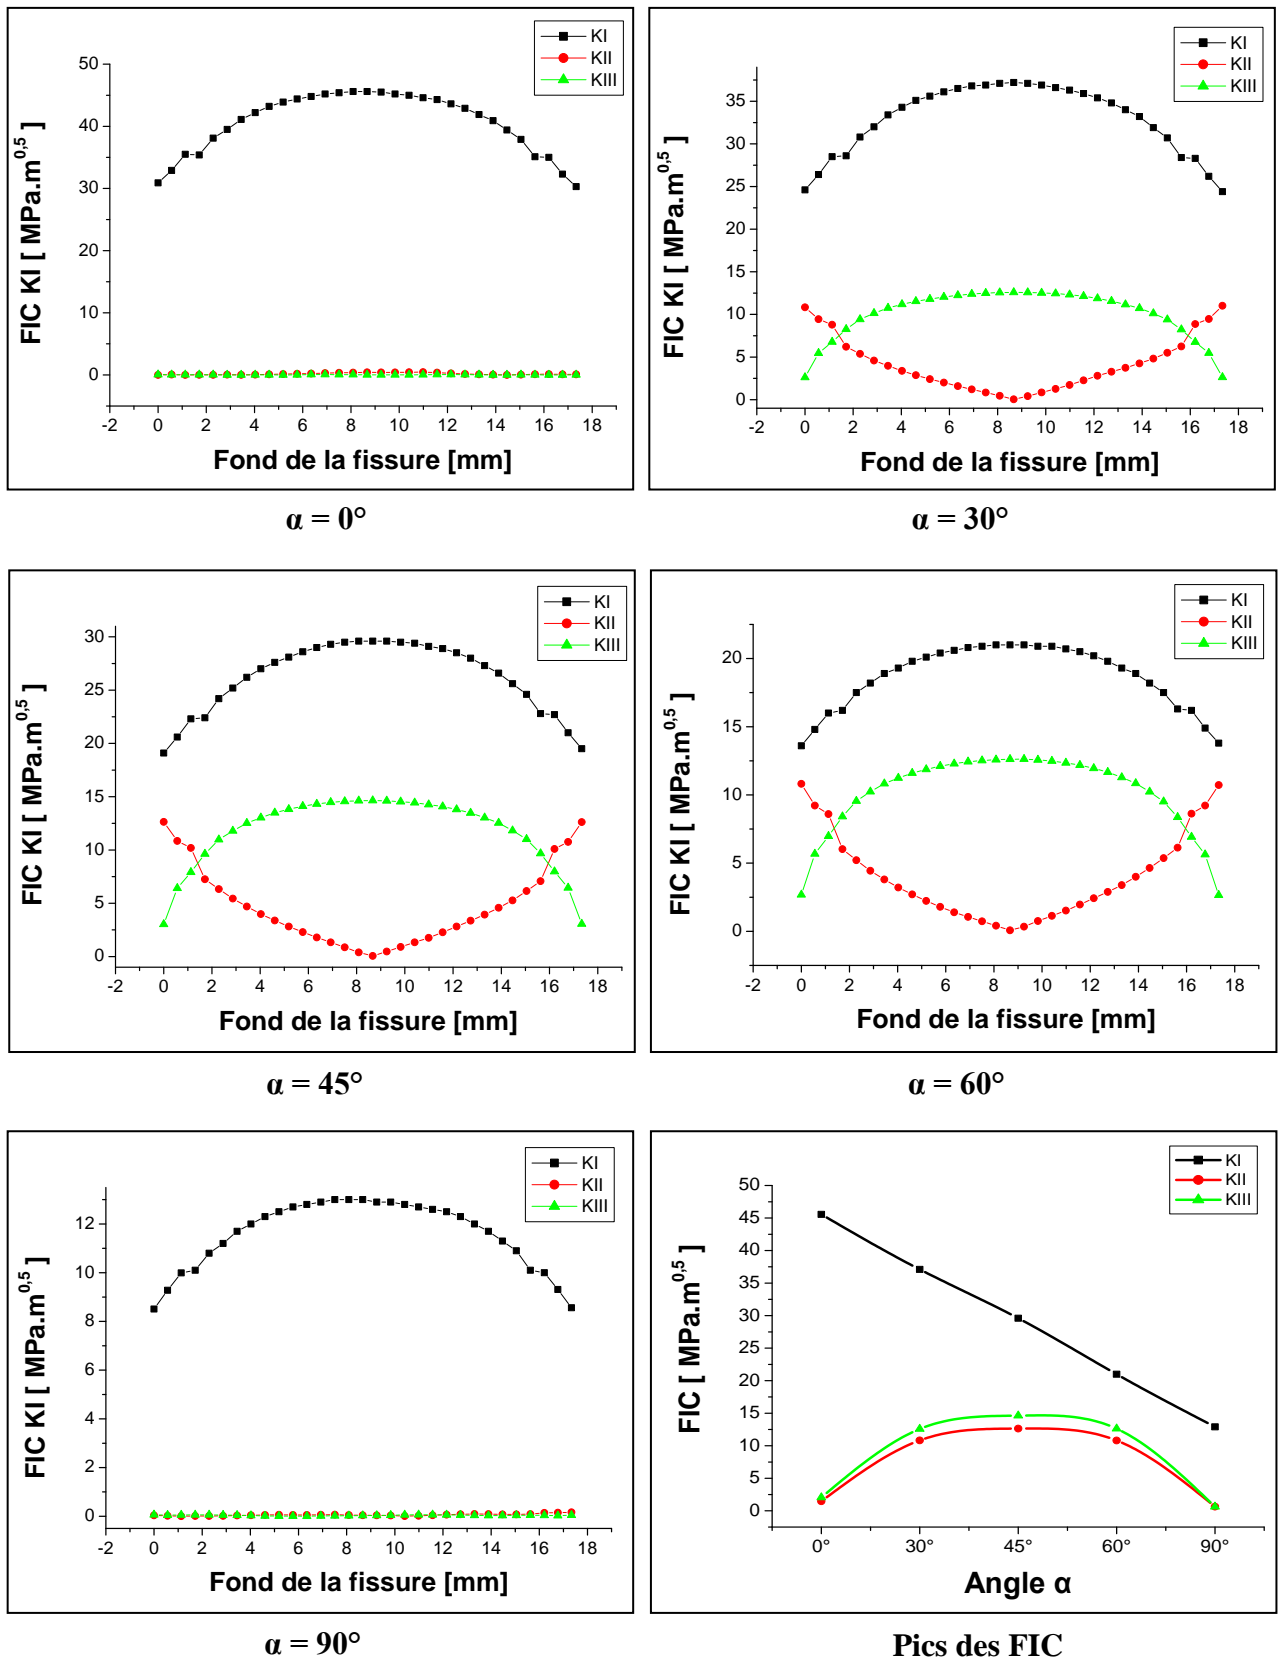 KI
KII
KIII
50
40
30
20
10
0
-2 0 2 4 6 8 10 12 14 16 18
FIC KI [ MPa.m^0,5 ]
Fond de la fissure [mm]
α = 0°
KI
KII
KIII
35
30
25
20
15
10
5
0
-2 0 2 4 6 8 10 12 14 16 18
FIC KI [ MPa.m^0,5 ]
Fond de la fissure [mm]
α = 30°
KI
KII
KIII
30
25
20
15
10
5
0
-2 0 2 4 6 8 10 12 14 16 18
FIC KI [ MPa.m^0,5 ]
Fond de la fissure [mm]
α = 45°
KI
KII
KIII
20
15
10
5
0
-2 0 2 4 6 8 10 12 14 16 18
FIC KI [ MPa.m^0,5 ]
Fond de la fissure [mm]
α = 60°
KI
KII
KIII
12
10
8
6
4
2
0
-2 0 2 4 6 8 10 12 14 16 18
FIC KI [ MPa.m^0,5 ]
Fond de la fissure [mm]
α = 90°
KI
KII
KIII
50
45
40
35
30
25
20
15
10
5
0
0° 30° 45° 60° 90°
FIC [ MPa.m^0,5 ]
Angle α
Pics des FIC